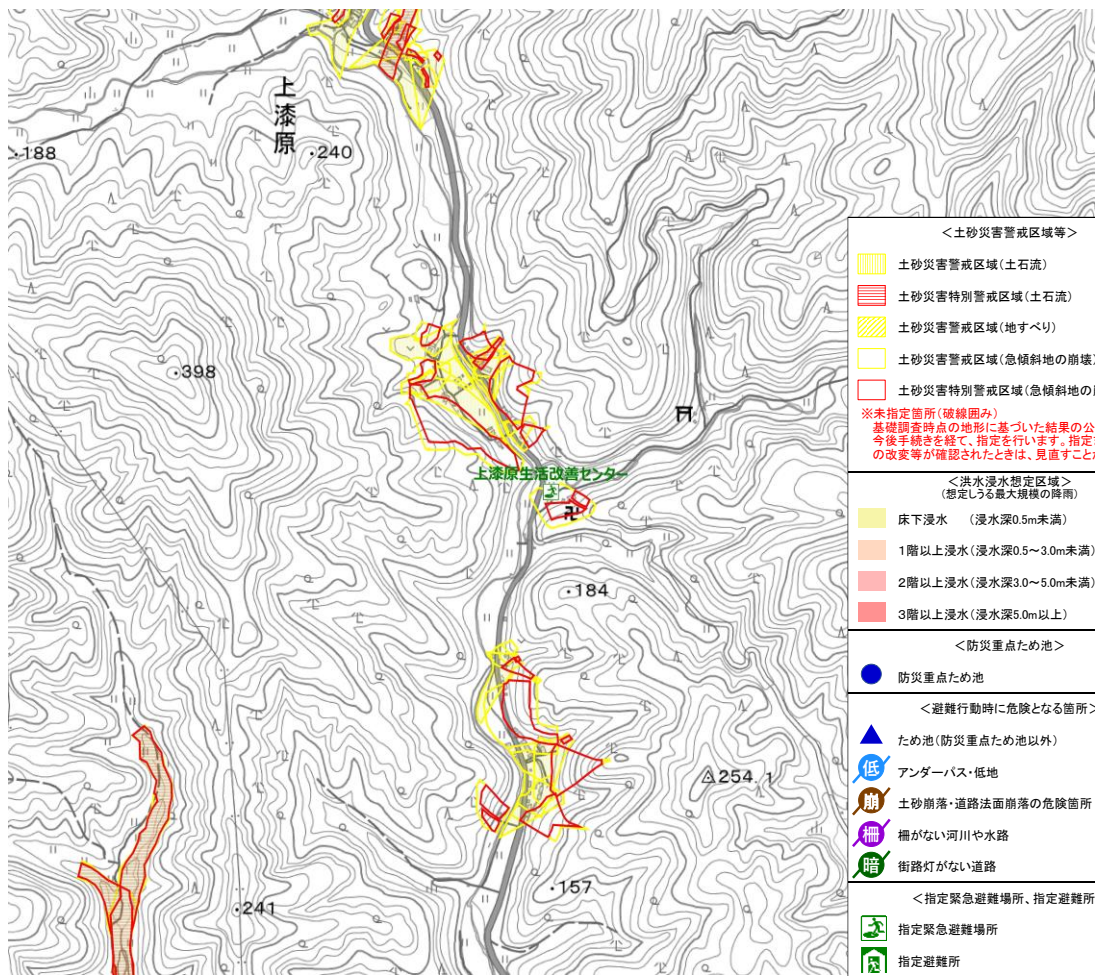 上漆原
188
240
398
上漆原生活改善センター
184
254.1
157
241
<土砂災害警戒区域等>
土砂災害警戒区域(土石流)
土砂災害特別警戒区域(土石流)
土砂災害警戒区域(地すべり)
土砂災害警戒区域(急傾斜地の崩壊)
土砂災害特別警戒区域(急傾斜地の
※未指定箇所(破線囲み)
基礎調査時点の地形に基づいた結果の公
今後手続きを経て、指定を行います。指定
の改変等が確認されたときは、見直すこと
<洪水浸水想定区域>
(想定しうる最大規模の降雨)
床下浸水 (浸水深0.5m未満)
1階以上浸水(浸水深0.5~3.0m未満)
2階以上浸水(浸水深3.0~5.0m未満)
3階以上浸水(浸水深5.0m以上)
<防災重点ため池>
防災重点ため池
<避難行動時に危険となる箇所>
ため池(防災重点ため池以外)
低 アンダーパス・低地
崩 土砂崩落・道路法面崩落の危険箇所
柵 柵がない河川や水路
暗 街路灯がない道路
<指定緊急避難場所、指定避難所
指定緊急避難場所
指定避難所